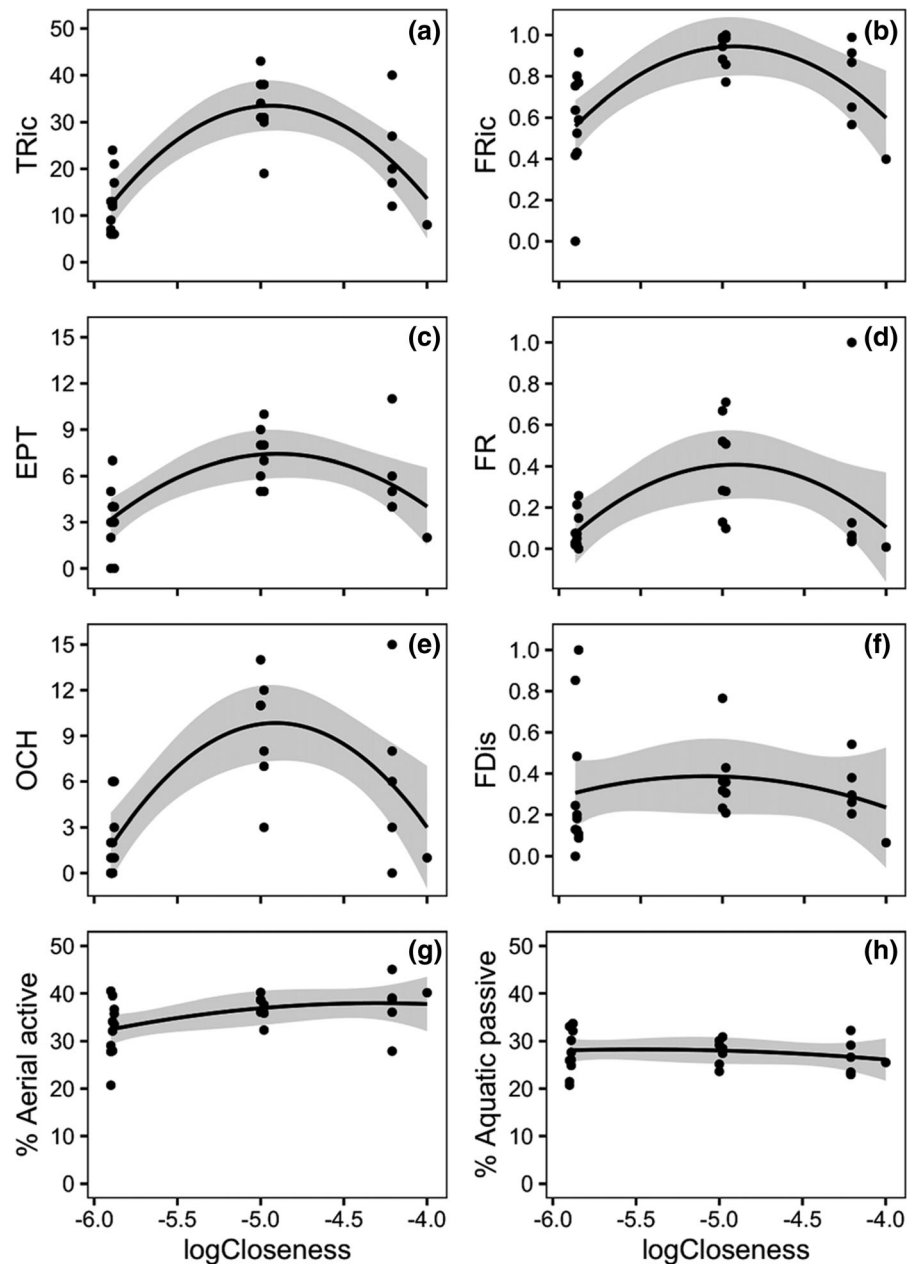 (a)
TRic
50
40
30
20
10
0
(b)
FRic
1.0
0.8
0.6
0.4
0.2
0.0
(c)
EPT
15
12
9
6
3
0
(d)
FR
1.0
0.8
0.6
0.4
0.2
0.0
(e)
OCH
15
12
9
6
3
0
(f)
FDis
1.0
0.8
0.6
0.4
0.2
0.0
(g)
% Aerial active
50
40
30
20
10
0
-6.0 -5.5 -5.0 -4.5 -4.0
logCloseness
(h)
% Aquatic passive
50
40
30
20
10
0
-6.0 -5.5 -5.0 -4.5 -4.0
logCloseness